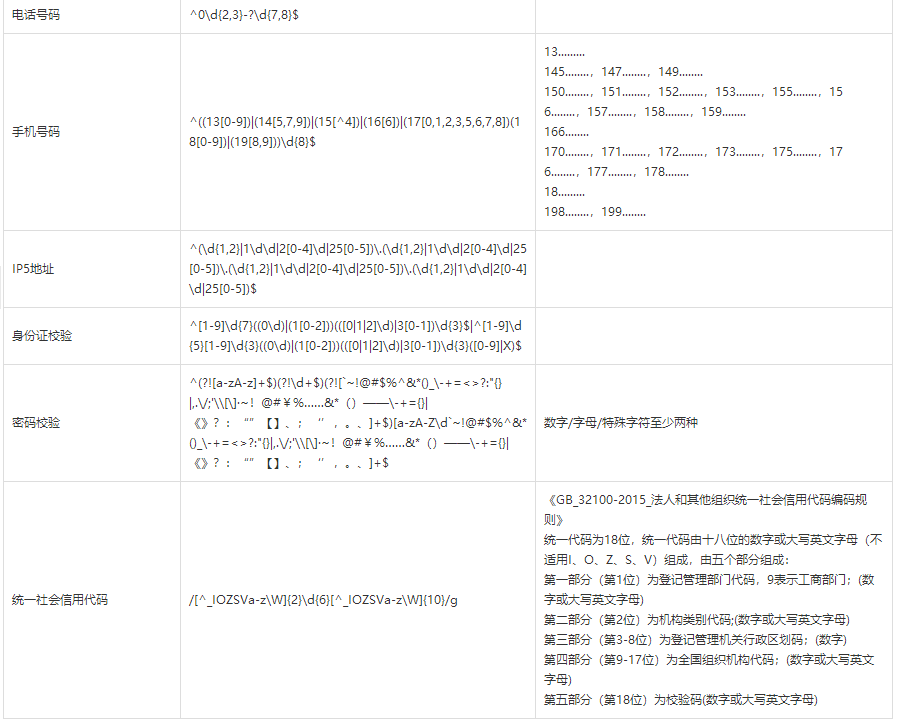 电话号码
^0\d{2,3}-?\d{7,8}$
手机号码
^((13[0-9])|(14[5,7,9])|(15[^4])|(16[6])|(17[0,1,2,3,5,6,7,8])(1
8[0-9])|(19[8,9]))\d{8}$
13.........
145........，147........，149........
150........，151........，152........，153........，155........，15
6........，157........，158........，159........
166........
170........，171........，172........，173........，175........，17
6........，177........，178........
18.........
198........，199........
IP5地址
^(\d{1,2}|1\d\d|2[0-4]\d|25[0-5])\.(\d{1,2}|1\d\d|2[0-4]\d|25
[0-5])\.(\d{1,2}|1\d\d|2[0-4]\d|25[0-5])\.(\d{1,2}|1\d\d|2[0-4]
\d|25[0-5])$
身份证校验
^[1-9]\d{7}((0\d)|(1[0-2]))(([0|1|2]\d)|3[0-1])\d{3}$|^[1-9]\d
{5}[1-9]\d{3}((0\d)|(1[0-2]))(([0|1|2]\d)|3[0-1])\d{3}([0-9]|X)$
密码校验
^(?![a-zA-z]+$)(?!\d+$)(?![`~!@#$%^&*()_\-+=<>?:"{}
|,.\/;'\\[\]·~！@#￥%……&*（）——\-+={}|
《》？：“”【】、；‘'，。、]+$)[a-zA-Z\d`~!@#$%^&*
()_\-+=<>?:"{}|,.\/;'\\[\]·~！@#￥%……&*（）——\-+={}|
《》？：“”【】、；‘'，。、]+$
数字/字母/特殊字符至少两种
统一社会信用代码
/[^_IOZSVa-z\W]{2}\d{6}[^_IOZSVa-z\W]{10}/g
《GB_32100-2015_法人和其他组织统一社会信用代码编码规
则》
统一代码为18位，统一代码由十八位的数字或大写英文字母（不
适用I、O、Z、S、V）组成，由五个部分组成：
第一部分（第1位）为登记管理部门代码，9表示工商部门；(数
字或大写英文字母)
第二部分（第2位）为机构类别代码;(数字或大写英文字母)
第三部分（第3-8位）为登记管理机关行政区划码；(数字)
第四部分（第9-17位）为全国组织机构代码；(数字或大写英文
字母)
第五部分（第18位）为校验码(数字或大写英文字母)